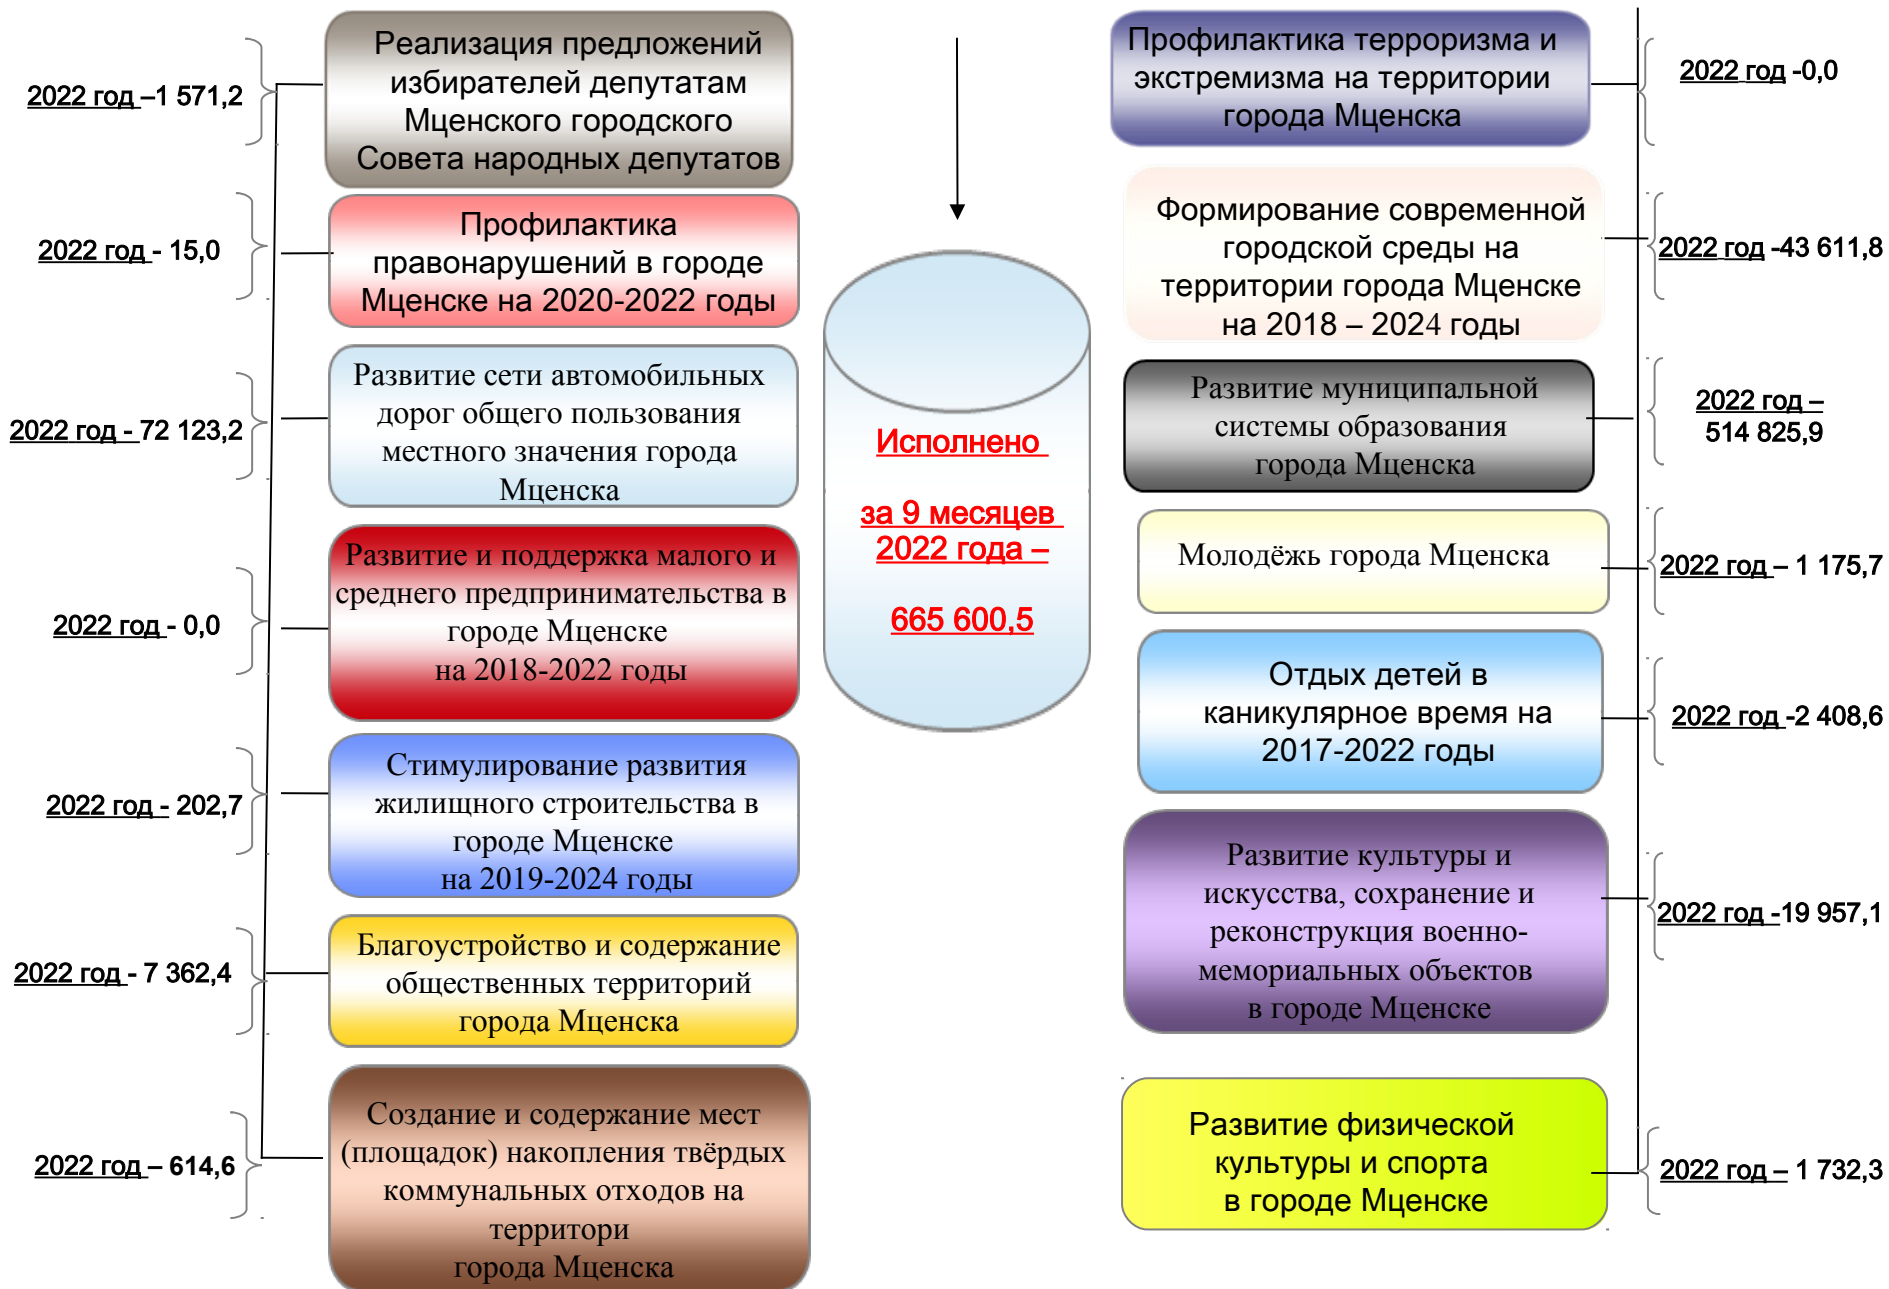 2022 год –1 571,2
Реализация предложений
избирателей депутатам
Мценского городского
Совета народных депутатов
2022 год - 15,0
Профилактика
правонарушений в городе
Мценске на 2020-2022 годы
2022 год - 72 123,2
Развитие сети автомобильных
дорог общего пользования
местного значения города
Мценска
2022 год - 0,0
Развитие и поддержка малого и
среднего предпринимательства в
городе Мценске
на 2018-2022 годы
2022 год - 202,7
Стимулирование развития
жилищного строительства в
городе Мценске
на 2019-2024 годы
2022 год - 7 362,4
Благоустройство и содержание
общественных территорий
города Мценска
2022 год – 614,6
Создание и содержание мест
(площадок) накопления твёрдых
коммунальных отходов на
территори
города Мценска
Исполнено
за 9 месяцев
2022 года –
665 600,5
Профилактика терроризма и
экстремизма на территории
города Мценска
2022 год -0,0
Формирование современной
городской среды на
территории города Мценске
на 2018 – 2024 годы
2022 год -43 611,8
Развитие муниципальной
системы образования
города Мценска
2022 год –
514 825,9
Молодёжь города Мценска
2022 год – 1 175,7
Отдых детей в
каникулярное время на
2017-2022 годы
2022 год -2 408,6
Развитие культуры и
искусства, сохранение и
реконструкция военно-
мемориальных объектов
в городе Мценске
2022 год -19 957,1
Развитие физической
культуры и спорта
в городе Мценске
2022 год – 1 732,3